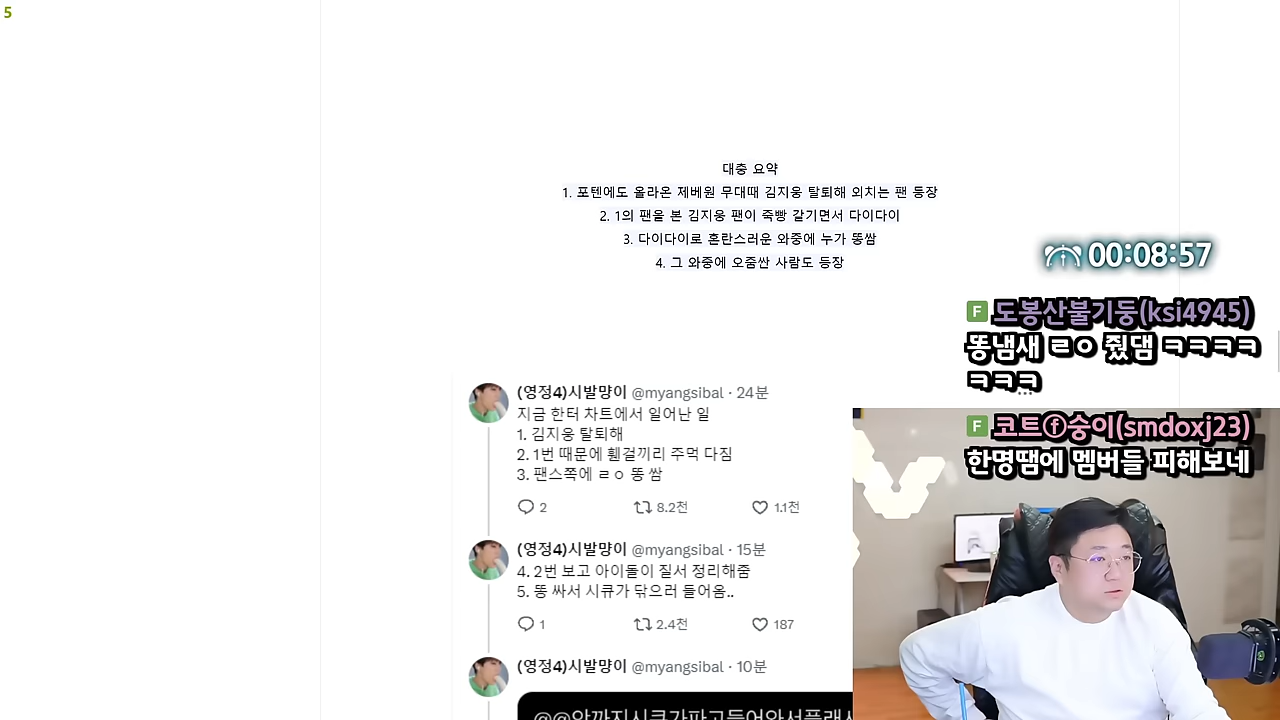 5
대충 요약
1. 포텐에도 올라온 제베원 무대때 김지웅 탈퇴해 외치는 팬 등장
2. 1의 팬을 본 김지웅 팬이 죽빵 갈기면서 다이다이
3. 다이다이로 혼란스러운 와중에 누가 똥쌈
4. 그 와중에 오줌싼 사람도 등장
00:08:57
F 도봉산불기둥(ksi4945)
똥냄새 ㄹㅇ 줬댐 ㅋㅋㅋㅋ
ㅋㅋㅋ
F 코트ⓕ숭이(smdoxj23)
한명땜에 멤버들 피해보네
(영정4)시발먕이 @myangsibal · 24분
지금 한터 차트에서 일어난 일
1. 김지웅 탈퇴해
2. 1번 때문에 휀걸끼리 주먹 다짐
3. 팬스쪽에 ㄹㅇ 똥 쌈
2 8.2천 1.1천
(영정4)시발먕이 @myangsibal · 15분
4. 2번 보고 아이돌이 질서 정리해줌
5. 똥 싸서 시큐가 닦으러 들어옴..
1 2.4천 187
(영정4)시발먕이 @myangsibal · 10분